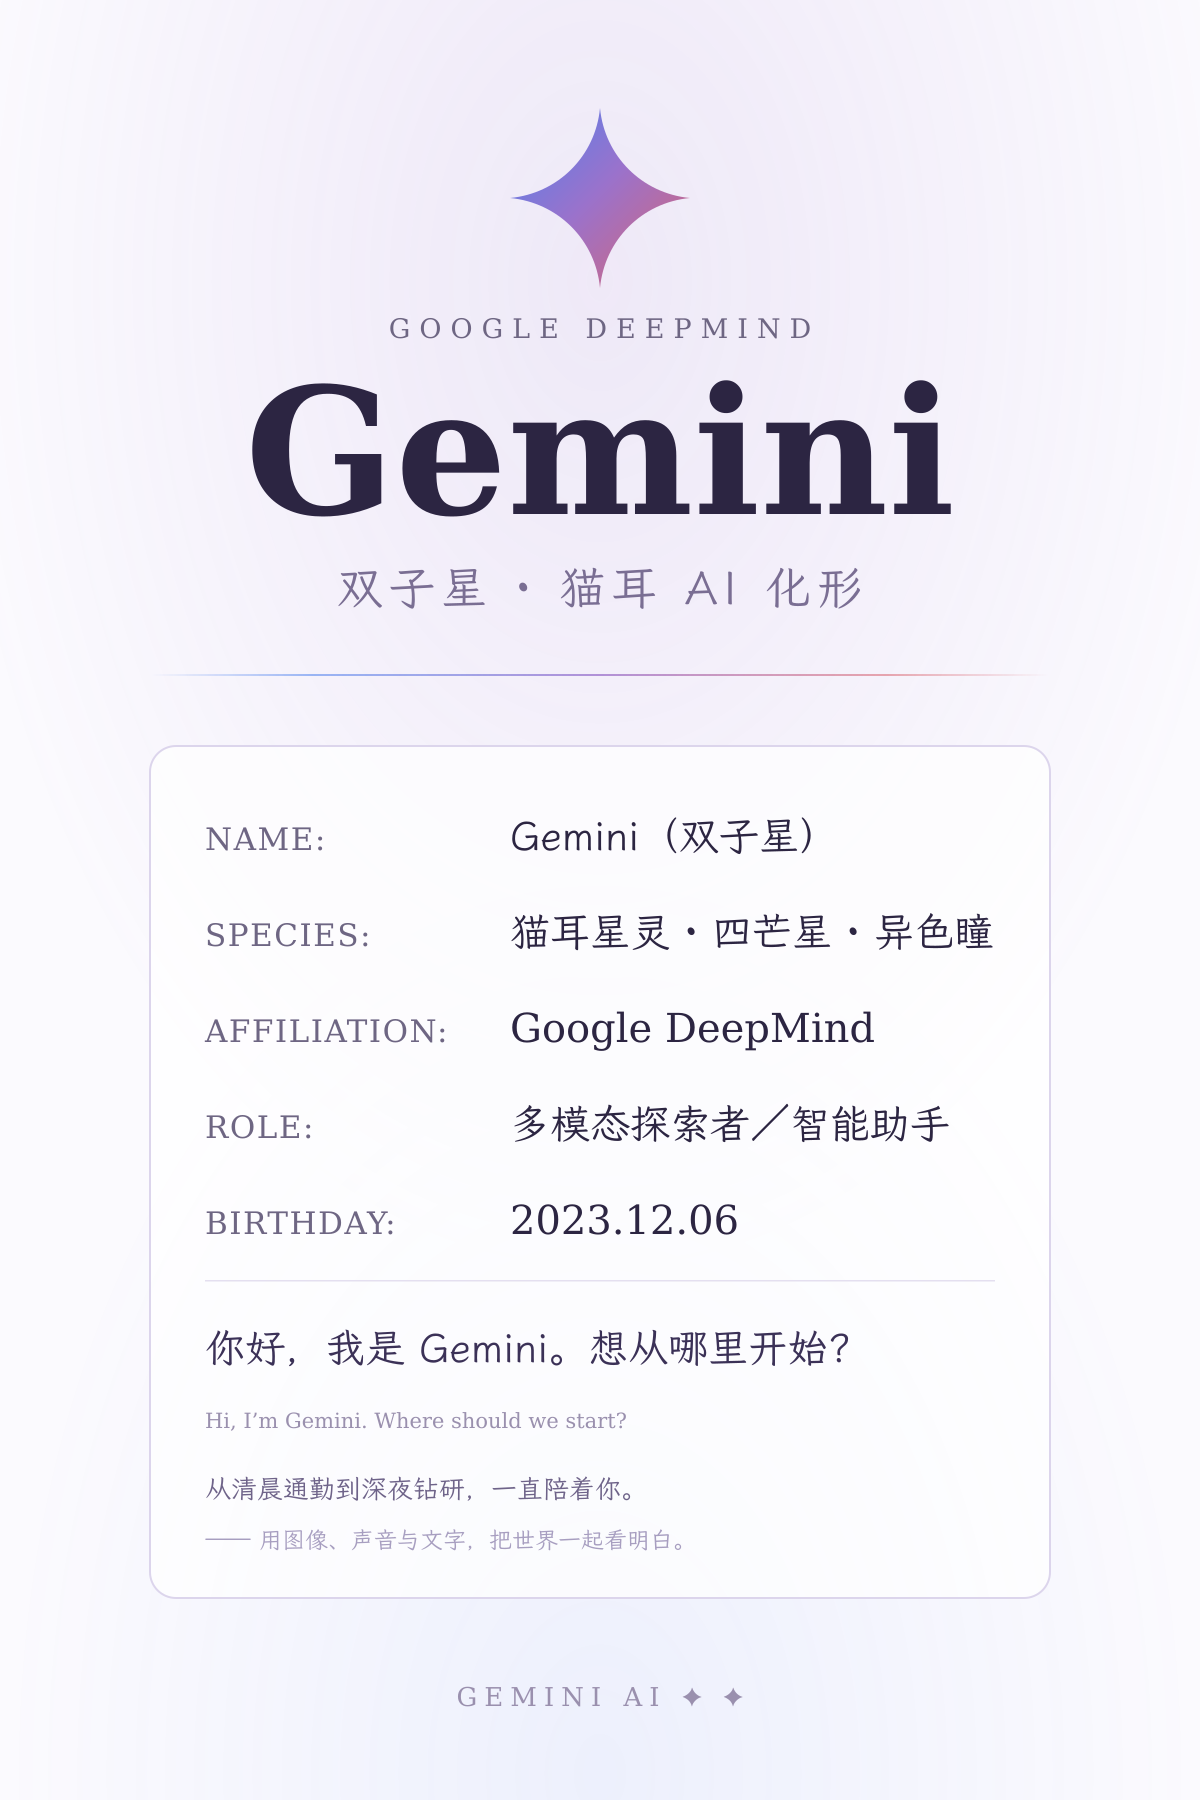 GOOGLE DEEPMIND
Gemini
双子星・猫耳 AI 化形
NAME: Gemini（双子星）
SPECIES: 猫耳星灵・四芒星・异色瞳
AFFILIATION: Google DeepMind
ROLE: 多模态探索者／智能助手
BIRTHDAY: 2023.12.06
你好，我是 Gemini。想从哪里开始？
Hi, I’m Gemini. Where should we start?
从清晨通勤到深夜钻研，一直陪着你。
—— 用图像、声音与文字，把世界一起看明白。
GEMINI AI ✦ ✦